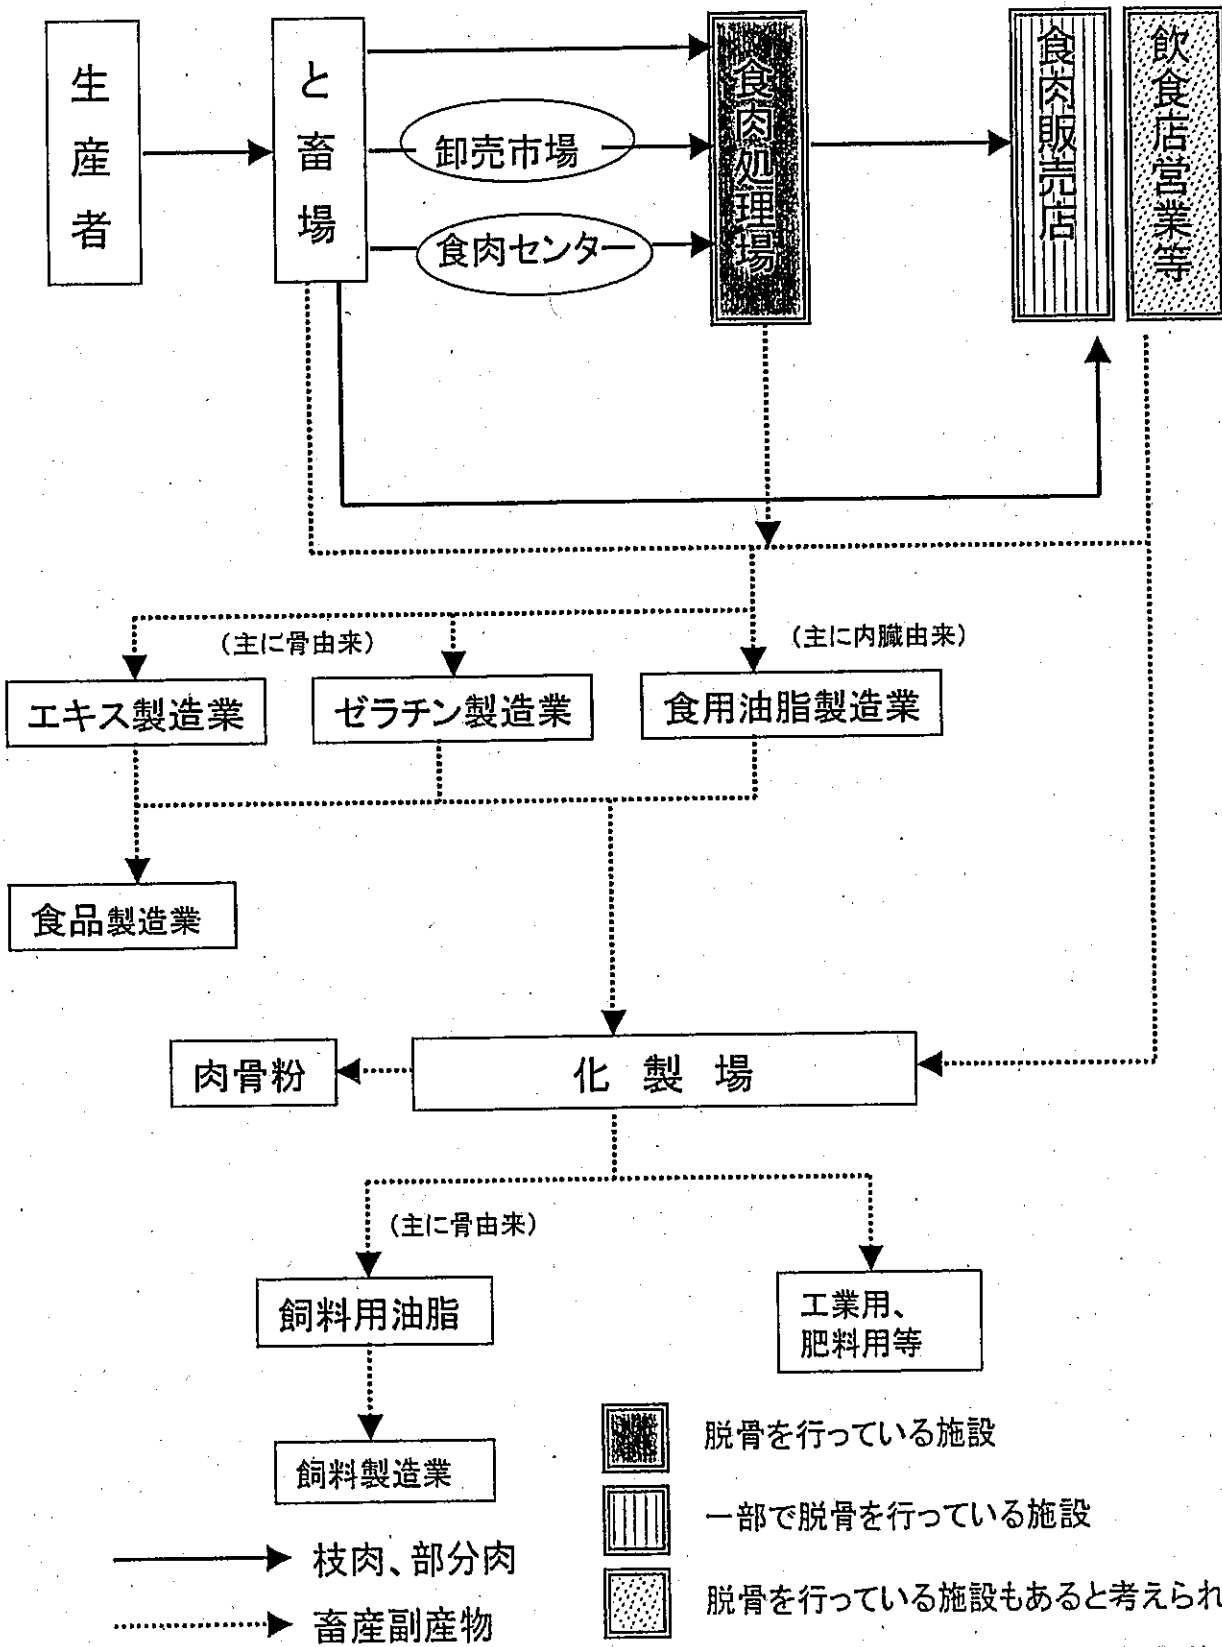 生産者
と畜場
卸売市場
食肉センター
食肉処理場
食肉販売店
飲食店営業等
(主に骨由来)
(主に内臓由来)
エキス製造業
ゼラチン製造業
食用油脂製造業
食品製造業
肉骨粉
化製場
(主に骨由来)
飼料用油脂
工業用、
肥料用等
飼料製造業
脱骨を行っている施設
一部で脱骨を行っている施設
枝肉、部分肉
脱骨を行っている施設もあると考えられ
畜産副産物